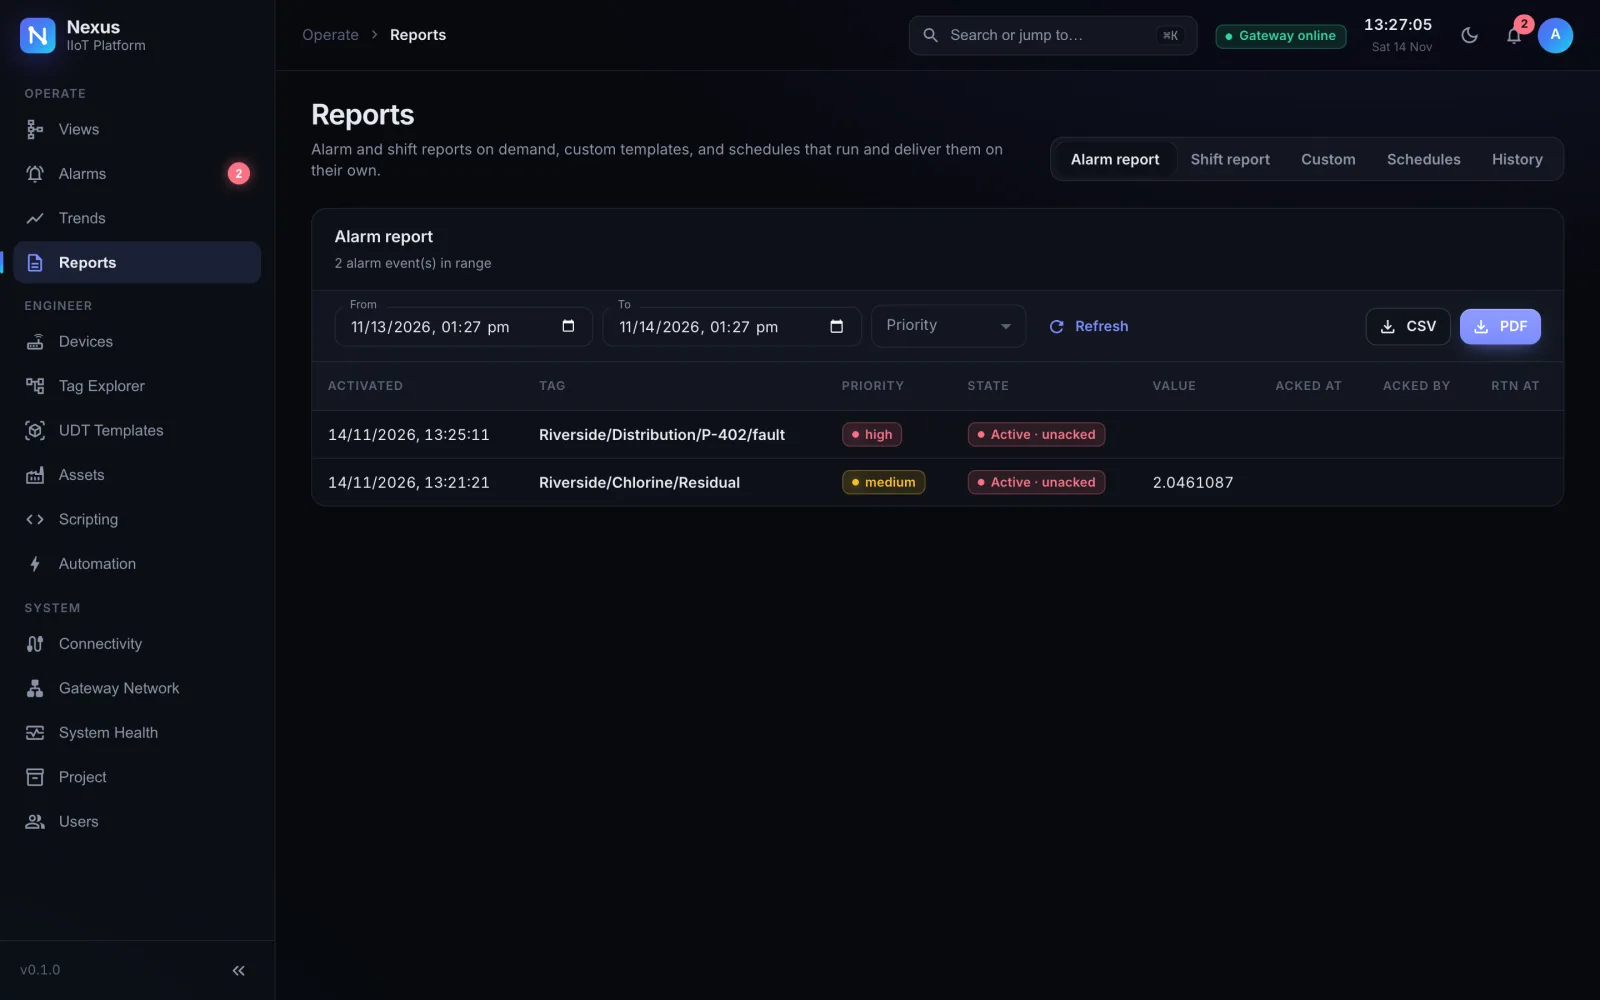 Nexus
IIoT Platform
OPERATE
Views
Alarms
2
Trends
Reports
ENGINEER
Devices
Tag Explorer
UDT Templates
Assets
Scripting
Automation
SYSTEM
Connectivity
Gateway Network
System Health
Project
Users
v0.1.0
Operate > Reports
Search or jump to…
⌘K
Gateway online
13:27:05
Sat 14 Nov
2
A
Reports
Alarm and shift reports on demand, custom templates, and schedules that run and deliver them on
their own.
Alarm report
Shift report
Custom
Schedules
History
Alarm report
2 alarm event(s) in range
From
11/13/2026, 01:27 pm
To
11/14/2026, 01:27 pm
Priority
Refresh
CSV
PDF
ACTIVATED TAG PRIORITY STATE VALUE ACKED AT ACKED BY RTN AT
14/11/2026, 13:25:11 Riverside/Distribution/P-402/fault high Active · unacked
14/11/2026, 13:21:21 Riverside/Chlorine/Residual medium Active · unacked 2.0461087